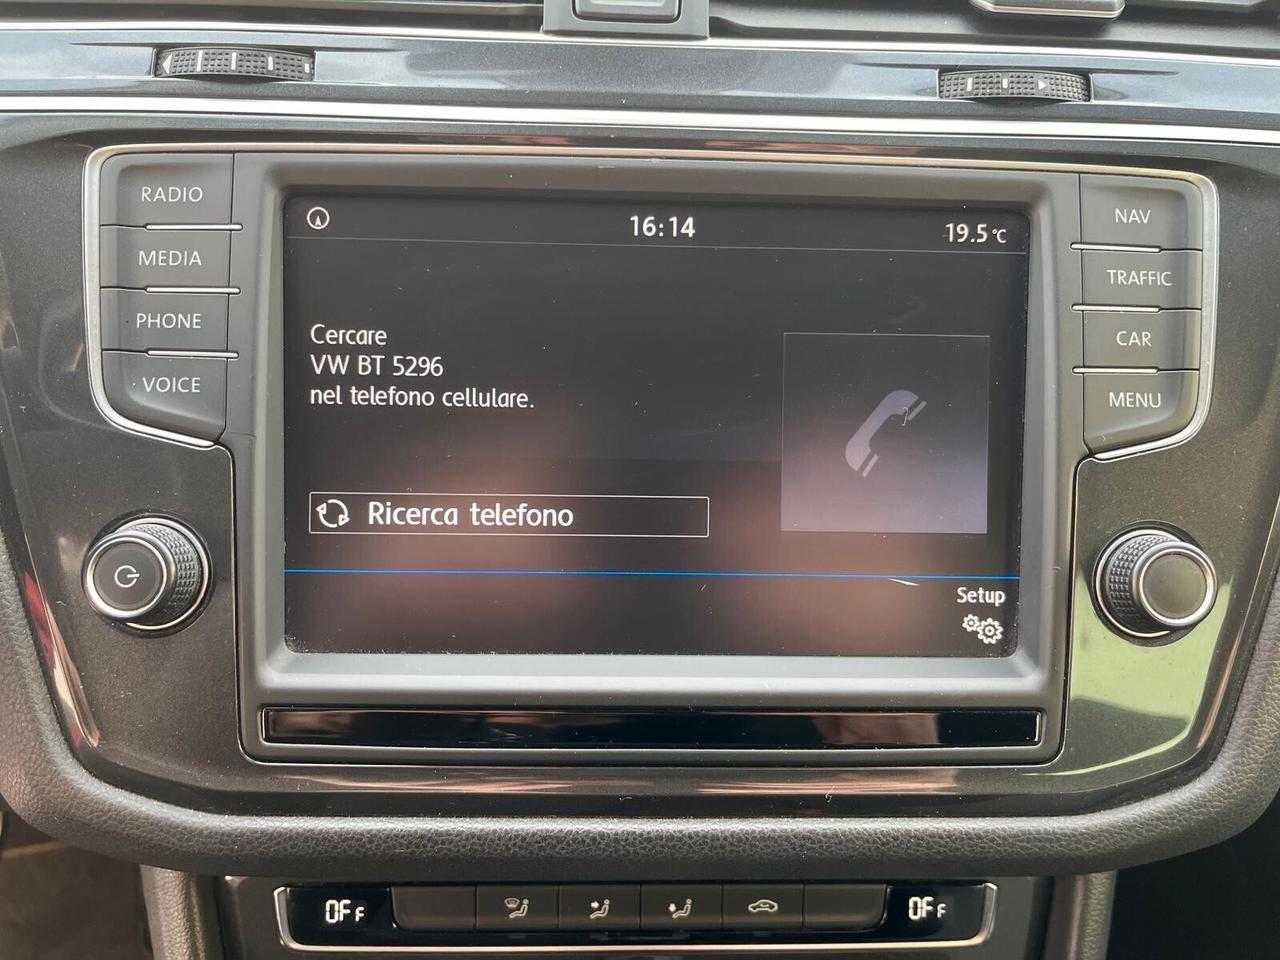 RADIO
MEDIA
PHONE
VOICE
16:14
19.5°C
Cercare
VW BT 5296
nel telefono cellulare.
Ricerca telefono
Setup
NAV
TRAFFIC
CAR
MENU
OFF
OFF